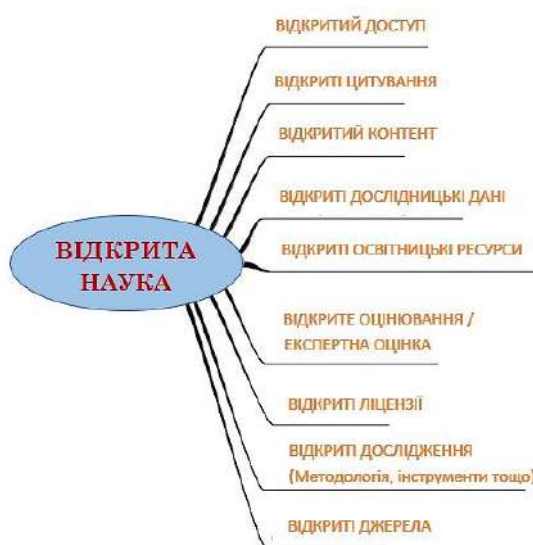 ВІДКРИТИЙ ДОСТУП
ВІДКРИТІ ЦИТУВАННЯ
ВІДКРИТИЙ КОНТЕНТ
ВІДКРИТІ ДОСЛІДНИЦЬКІ ДАНІ
ВІДКРИТА
НАУКА
ВІДКРИТІ ОСВІТНИЦЬКІ РЕСУРСИ
ВІДКРИТЕ ОЦІНЮВАННЯ /
ЕКСПЕРТНА ОЦІНКА
ВІДКРИТІ ЛІЦЕНЗІЇ
ВІДКРИТІ ДОСЛІДЖЕННЯ
(Методологія, інструменти тощо)
ВІДКРИТІ ДЖЕРЕЛА